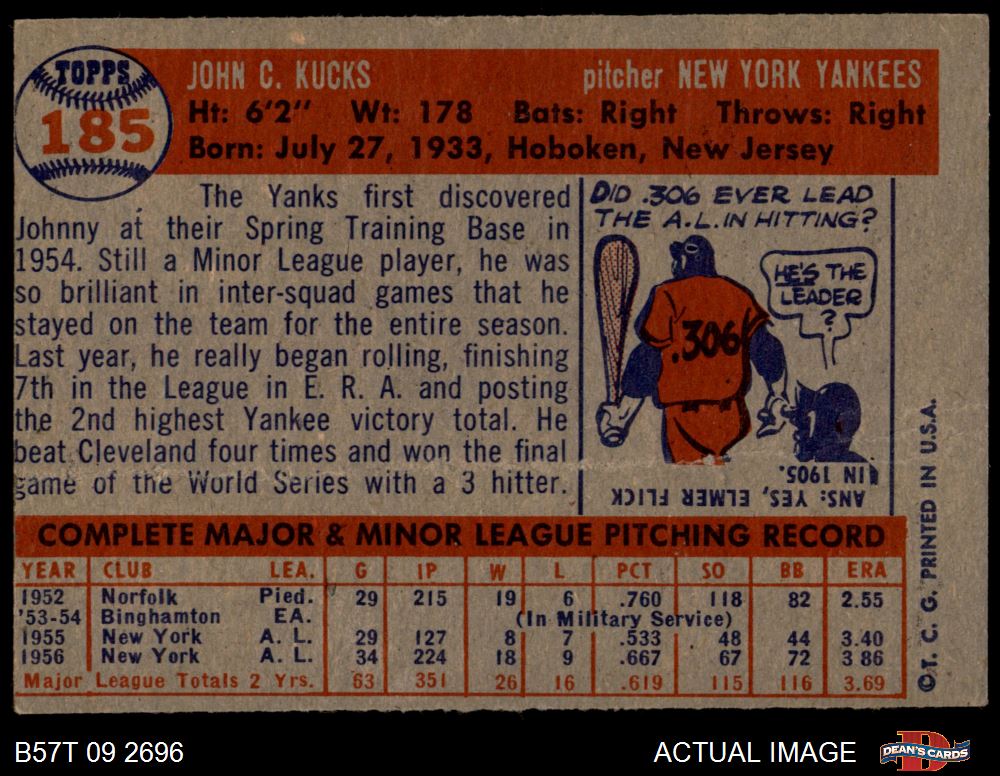 TOPPS
185
JOHN C. KUCKS pitcher NEW YORK YANKEES
Ht: 6'2" Wt: 178 Bats: Right Throws: Right
Born: July 27, 1933, Hoboken, New Jersey
The Yanks first discovered
Johnny at their Spring Training Base in
1954. Still a Minor League player, he was
so brilliant in inter-squad games that he
stayed on the team for the entire season.
Last year, he really began rolling, finishing
7th in the League in E. R. A. and posting
the 2nd highest Yankee victory total. He
beat Cleveland four times and won the final
game of the World Series with a 3 hitter.
DID .306 EVER LEAD
THE A.L. IN HITTING?
HE'S THE
LEADER
?
.306
ANS: YES, ELMER FLICK
IN 1905.
COMPLETE MAJOR & MINOR LEAGUE PITCHING RECORD
YEAR CLUB LEA. G IP W L PCT SO BB ERA
1952 Norfolk Pied. 29 215 19 6 .760 118 82 2.55
'53-54 Binghamton EA. (In Military Service)
1955 New York A. L. 29 127 8 7 .533 48 44 3.40
1956 New York A. L. 34 224 18 9 .667 67 72 3 86
Major League Totals 2 Yrs. 63 351 26 16 .619 115 116 3.69
©T. C. G. PRINTED IN U.S.A.
B57T 09 2696 ACTUAL IMAGE
D
DEAN'S CARDS